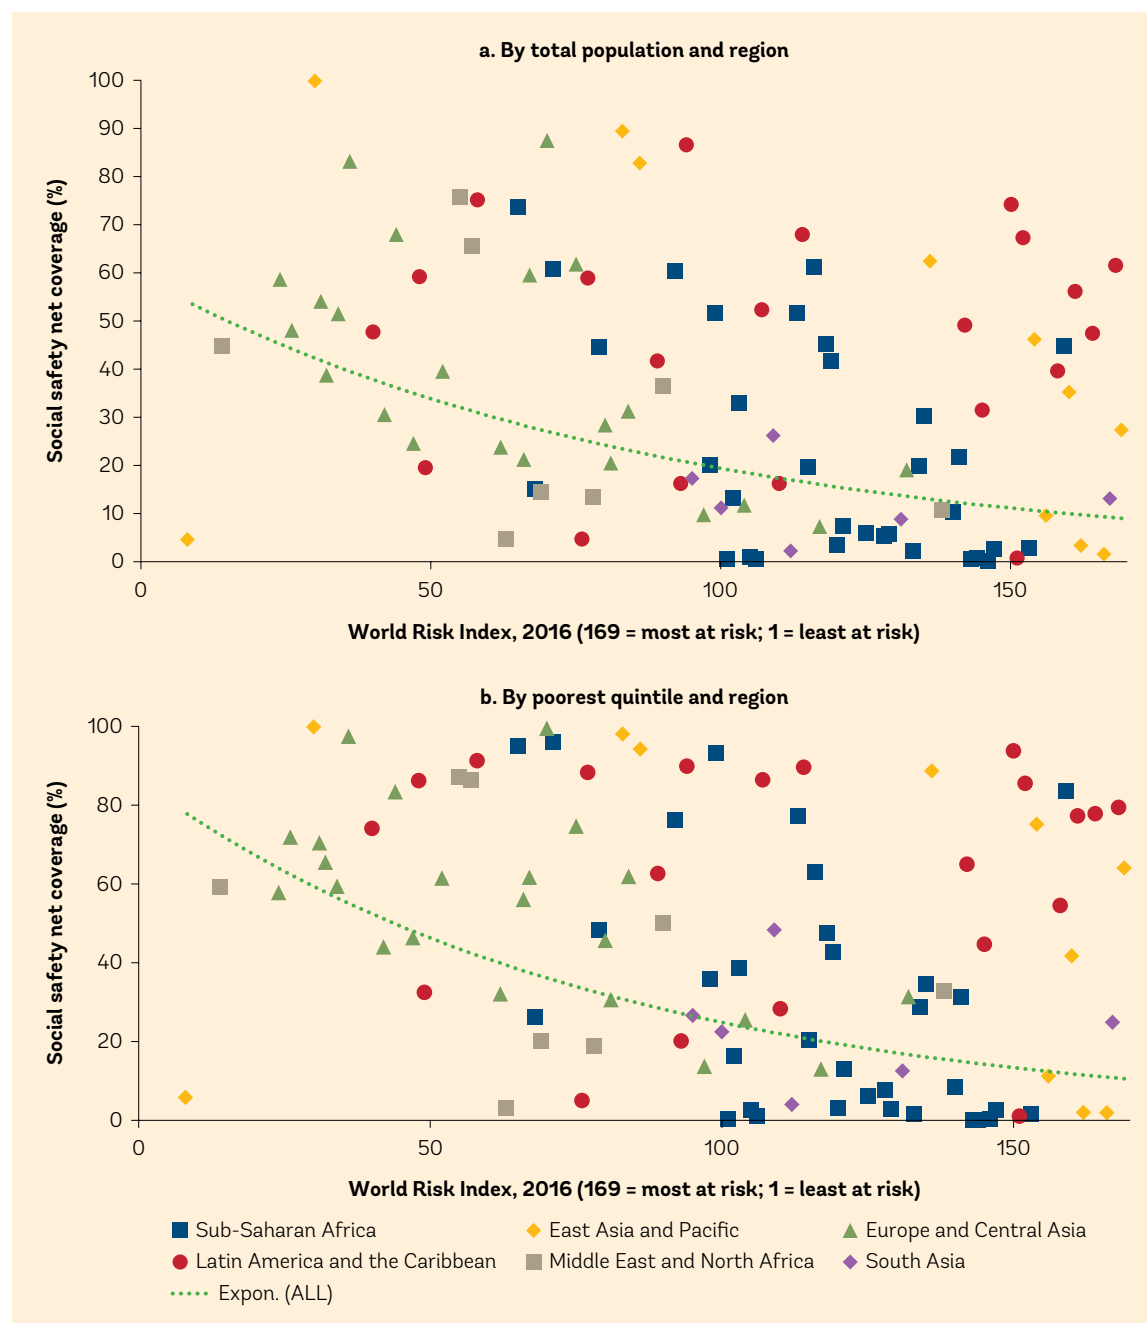 a. By total population and region
100
90
80
70
60
50
40
30
20
10
0
Social safety net coverage (%)
0 50 100 150
World Risk Index, 2016 (169 = most at risk; 1 = least at risk)
b. By poorest quintile and region
100
80
60
40
20
0
Social safety net coverage (%)
0 50 100 150
World Risk Index, 2016 (169 = most at risk; 1 = least at risk)
Sub-Saharan Africa East Asia and Pacific Europe and Central Asia
Latin America and the Caribbean Middle East and North Africa South Asia
Expon. (ALL)